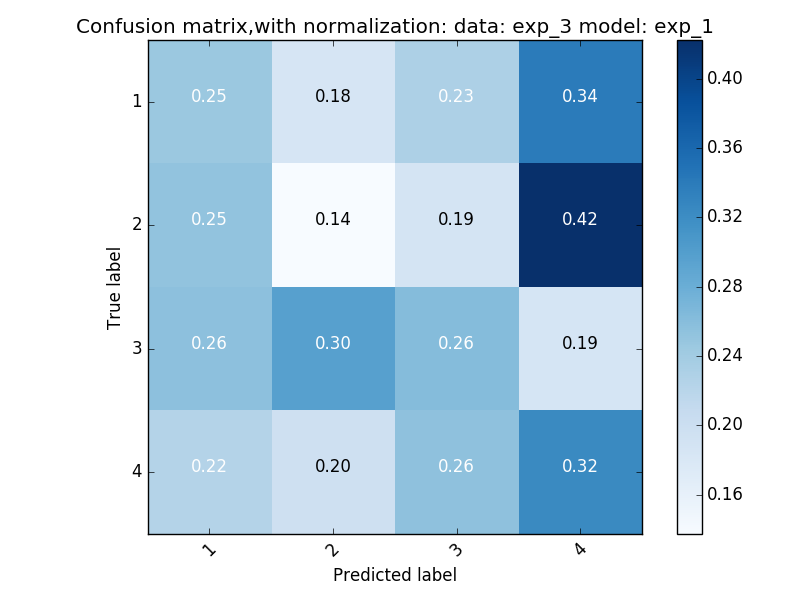 Confusion matrix,with normalization: data: exp_3 model: exp_1
True label
1 0.25 0.18 0.23 0.34
2 0.25 0.14 0.19 0.42
3 0.26 0.30 0.26 0.19
4 0.22 0.20 0.26 0.32
1 2 3 4
Predicted label
0.40
0.36
0.32
0.28
0.24
0.20
0.16